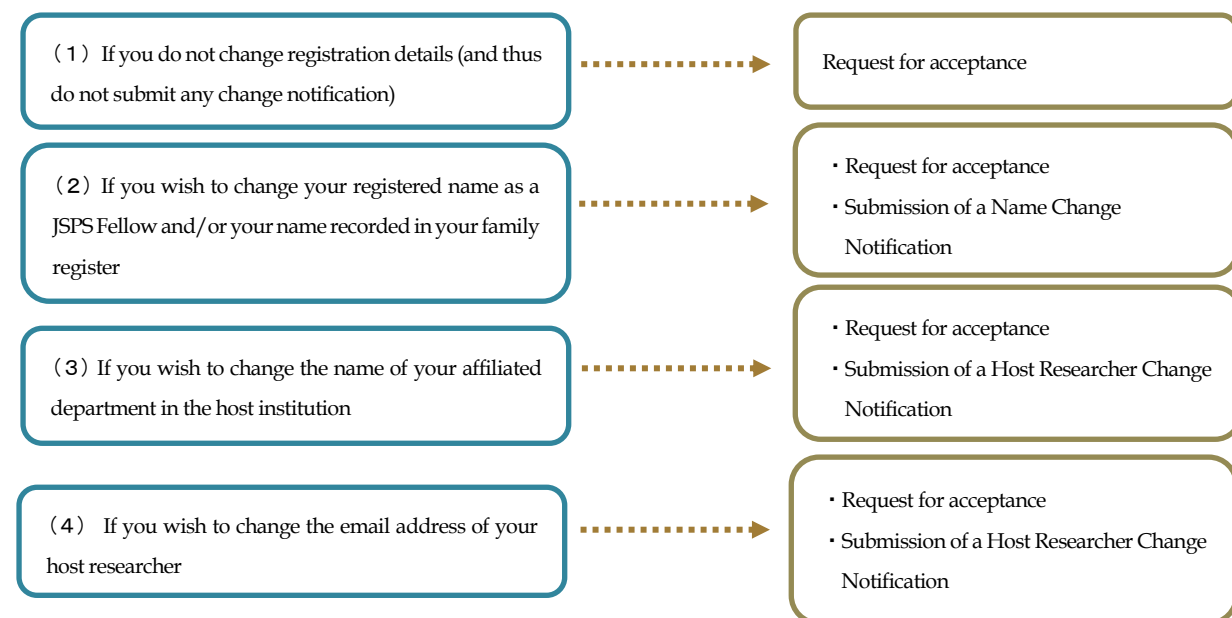 （1）If you do not change registration details (and thus
do not submit any change notification)
Request for acceptance
（2）If you wish to change your registered name as a
JSPS Fellow and/or your name recorded in your family
register
・Request for acceptance
・Submission of a Name Change
Notification
（3）If you wish to change the name of your affiliated
department in the host institution
・Request for acceptance
・Submission of a Host Researcher Change
Notification
（4） If you wish to change the email address of your
host researcher
・Request for acceptance
・Submission of a Host Researcher Change
Notification